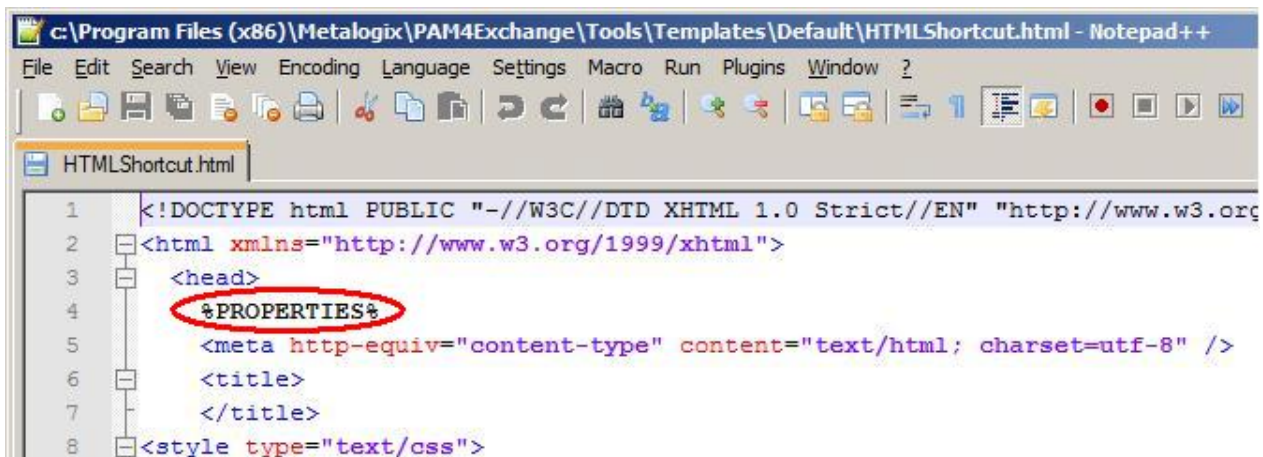 c:\Program Files (x86)\Metalogix\PAM4Exchange\Tools\Templates\Default\HTMLShortcut.html - Notepad++
File Edit Search View Encoding Language Settings Macro Run Plugins Window ?
HTMLShortcut.html
1 <!DOCTYPE html PUBLIC "-//W3C//DTD XHTML 1.0 Strict//EN" "http://www.w3.org
2 <html xmlns="http://www.w3.org/1999/xhtml">
3 <head>
4 %PROPERTIES%
5 <meta http-equiv="content-type" content="text/html; charset=utf-8" />
6 <title>
7 </title>
8 <style type="text/css">